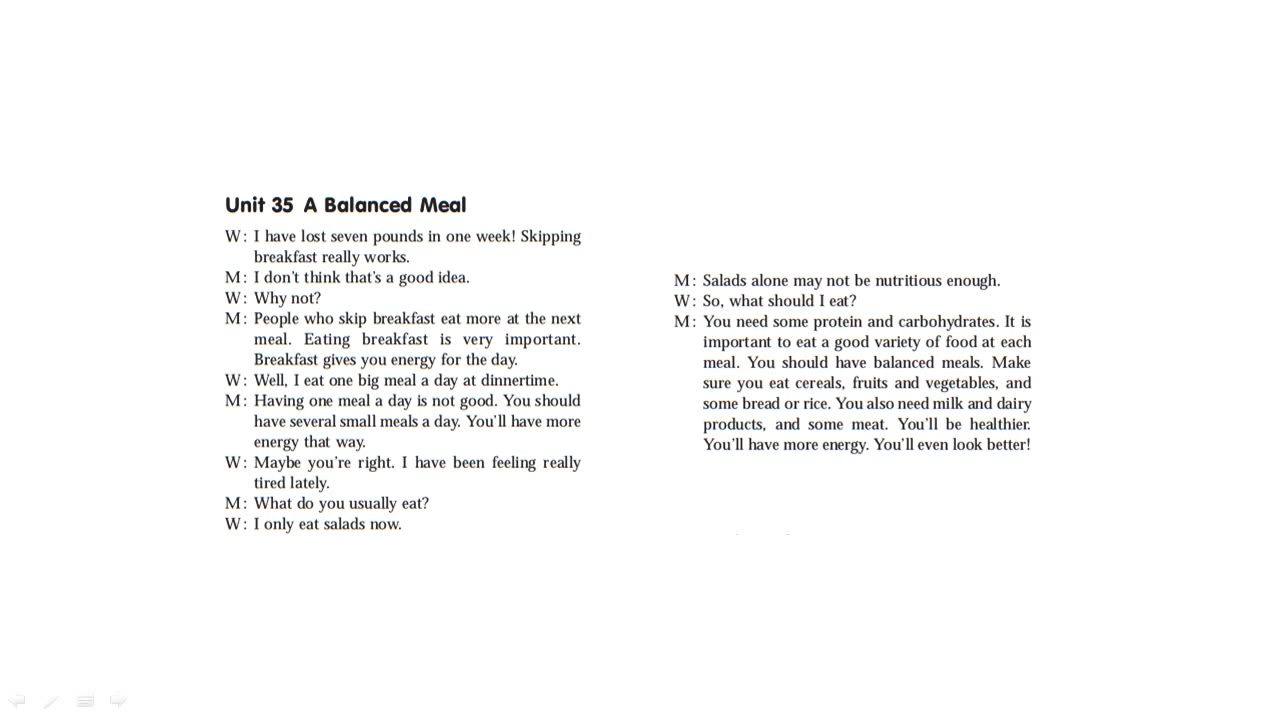 Unit 35 A Balanced Meal
W: I have lost seven pounds in one week! Skipping
breakfast really works.
M: I don't think that's a good idea.
W: Why not?
M: People who skip breakfast eat more at the next
meal. Eating breakfast is very important.
Breakfast gives you energy for the day.
W: Well, I eat one big meal a day at dinnertime.
M: Having one meal a day is not good. You should
have several small meals a day. You'll have more
energy that way.
W: Maybe you're right. I have been feeling really
tired lately.
M: What do you usually eat?
W: I only eat salads now.
M: Salads alone may not be nutritious enough.
W: So, what should I eat?
M: You need some protein and carbohydrates. It is
important to eat a good variety of food at each
meal. You should have balanced meals. Make
sure you eat cereals, fruits and vegetables, and
some bread or rice. You also need milk and dairy
products, and some meat. You'll be healthier.
You'll have more energy. You'll even look better!